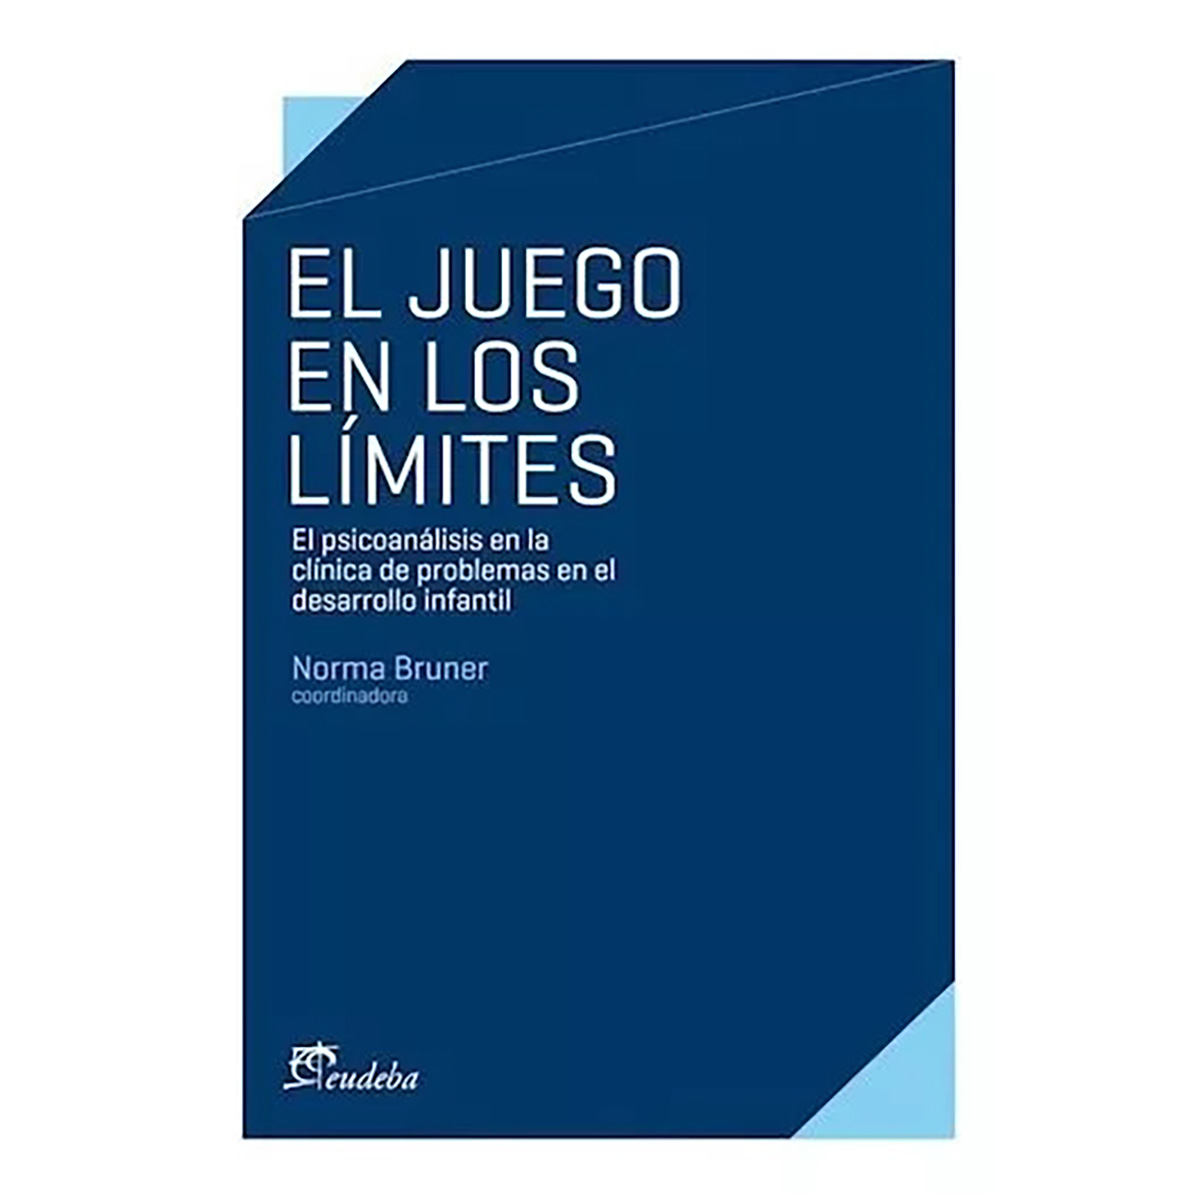 EL JUEGO
EN LOS
LÍMITES
El psicoanálisis en la
clínica de problemas en el
desarrollo infantil
Norma Bruner
coordinadora
eudeba